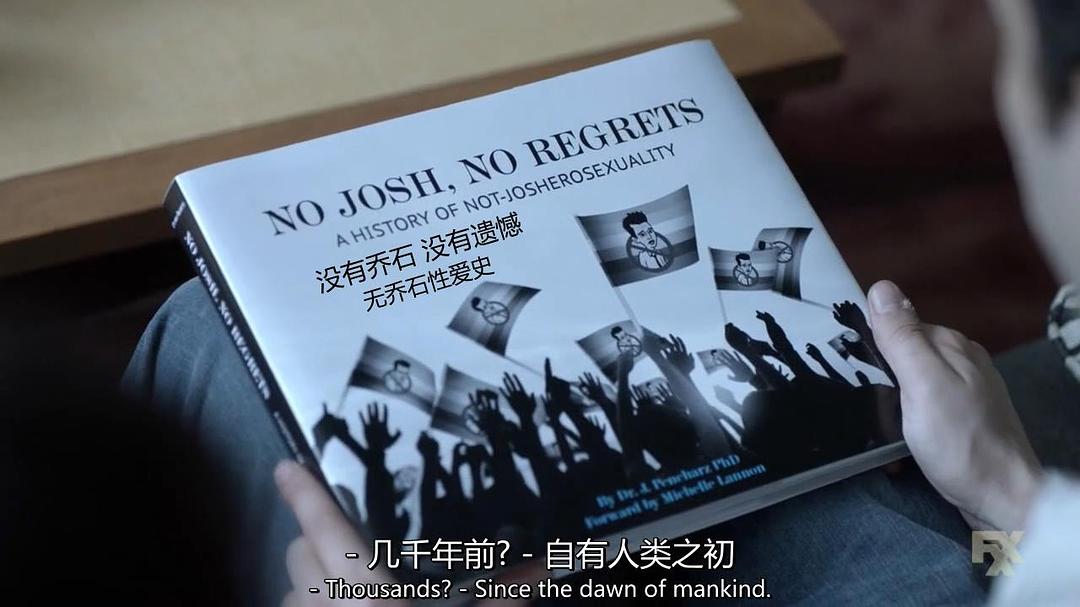 NO JOSH, NO REGRETS
A HISTORY OF NOT-JOSHEROSEXUALITY
没有乔石 没有遗憾
无乔石性爱史
NO JOSH, NO REGRETS
By Dr. J. Pencharz PhD
Forward by Michelle Lannon
FXX
- 几千年前? - 自有人类之初
- Thousands? - Since the dawn of mankind.